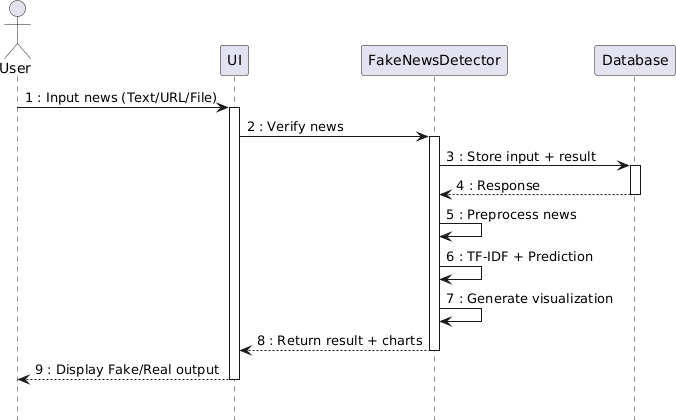 User
UI
FakeNewsDetector
Database
1 : Input news (Text/URL/File)
2 : Verify news
3 : Store input + result
4 : Response
5 : Preprocess news
6 : TF-IDF + Prediction
7 : Generate visualization
8 : Return result + charts
9 : Display Fake/Real output